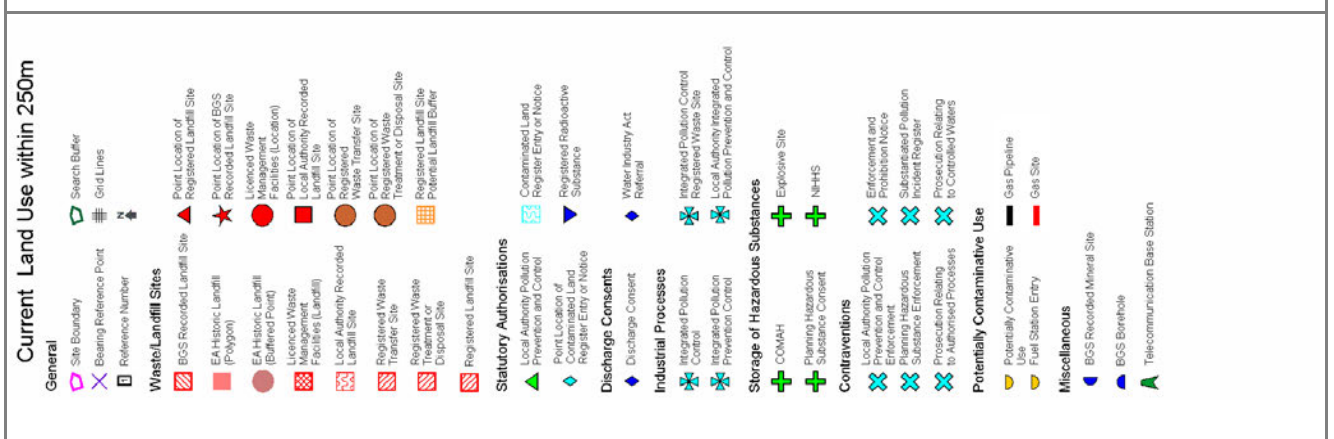 Current Land Use within 250m
General
Site Boundary
Search Buffer
Bearing Reference Point
Grid Lines
Reference Number
N
Waste/Landfill Sites
BGS Recorded Landfill Site
Point Location of
Registered Landfill Site
EA Historic Landfill
(Polygon)
Point Location of BGS
Recorded Landfill Site
EA Historic Landfill
(Buffered Point)
Licenced Waste
Management
Facilities (Location)
Licenced Waste
Management
Facilities (Landfill)
Point Location of
Local Authority Recorded
Landfill Site
Local Authority Recorded
Landfill Site
Point Location of
Registered
Waste Transfer Site
Registered Waste
Transfer Site
Point Location of
Registered Waste
Treatment or Disposal Site
Registered Waste
Treatment or
Disposal Site
Registered Landfill Site
Potential Landfill Buffer
Registered Landfill Site
Statutory Authorisations
Local Authority Pollution
Prevention and Control
Contaminated Land
Register Entry or Notice
Point Location of
Contaminated Land
Register Entry or Notice
Registered Radioactive
Substance
Discharge Consents
Discharge Consent
Water Industry Act
Referral
Industrial Processes
Integrated Pollution
Control
Integrated Pollution Control
Registered Waste Site
Integrated Pollution
Prevention Control
Local Authority Integrated
Pollution Prevention and Control
Storage of Hazardous Substances
COMAH
Explosive Site
Planning Hazardous
Substance Consent
NIHHS
Contraventions
Local Authority Pollution
Prevention and Control
Enforcement
Enforcement and
Prohibition Notice
Planning Hazardous
Substance Enforcement
Substantiated Pollution
Incident Register
Prosecution Relating
to Authorised Processes
Prosecution Relating
to Controlled Waters
Potentially Contaminative Use
Potentially Contaminative
Use
Gas Pipeline
Fuel Station Entry
Gas Site
Miscellaneous
BGS Recorded Mineral Site
BGS Borehole
Telecommunication Base Station